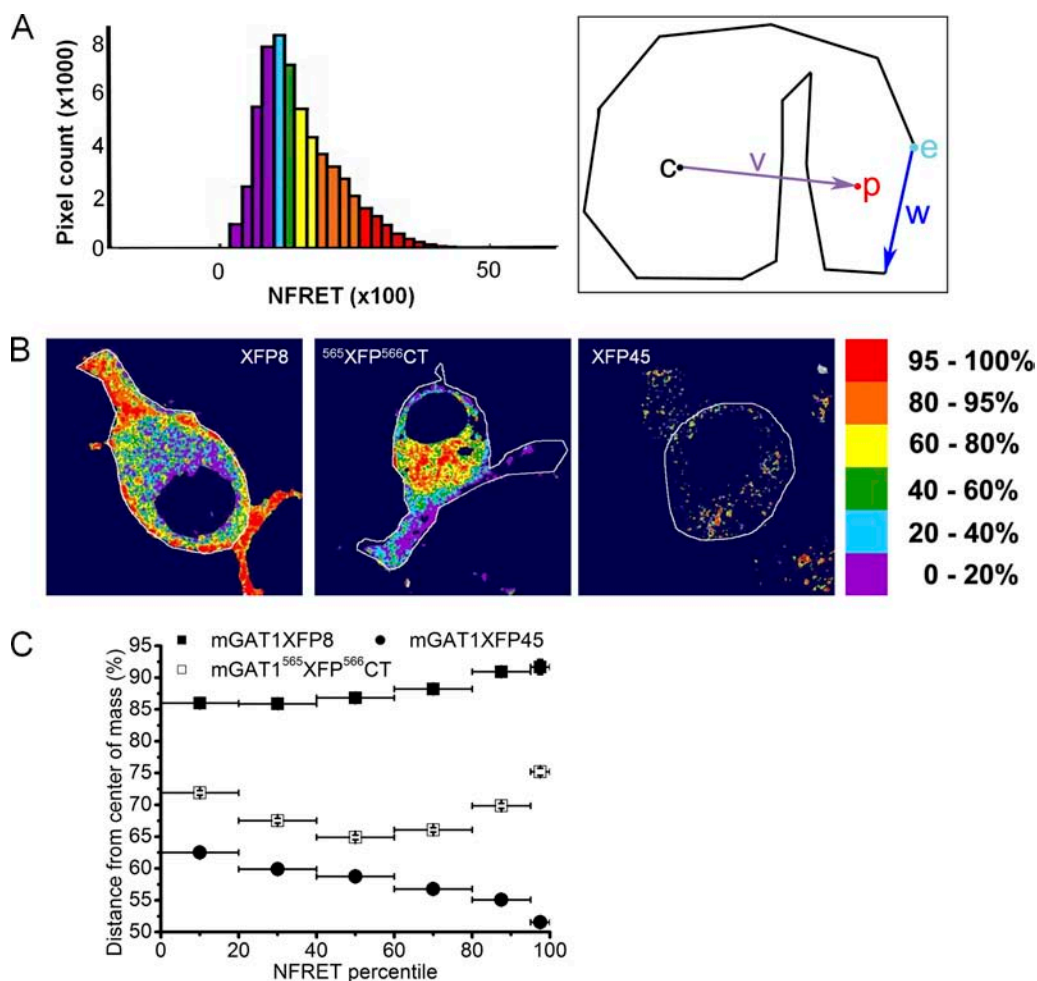 A
Pixel count (x1000)
8
6
4
2
0
0
50
NFRET (x100)
c
v
p
e
w
B
XFP8
⁵⁶⁵XFP⁵⁶⁶CT
XFP45
95 - 100%
80 - 95%
60 - 80%
40 - 60%
20 - 40%
0 - 20%
C
mGAT1XFP8
mGAT1XFP45
mGAT1⁵⁶⁵XFP⁵⁶⁶CT
Distance from center of mass (%)
95
90
85
80
75
70
65
60
55
50
0
20
40
60
80
100
NFRET percentile